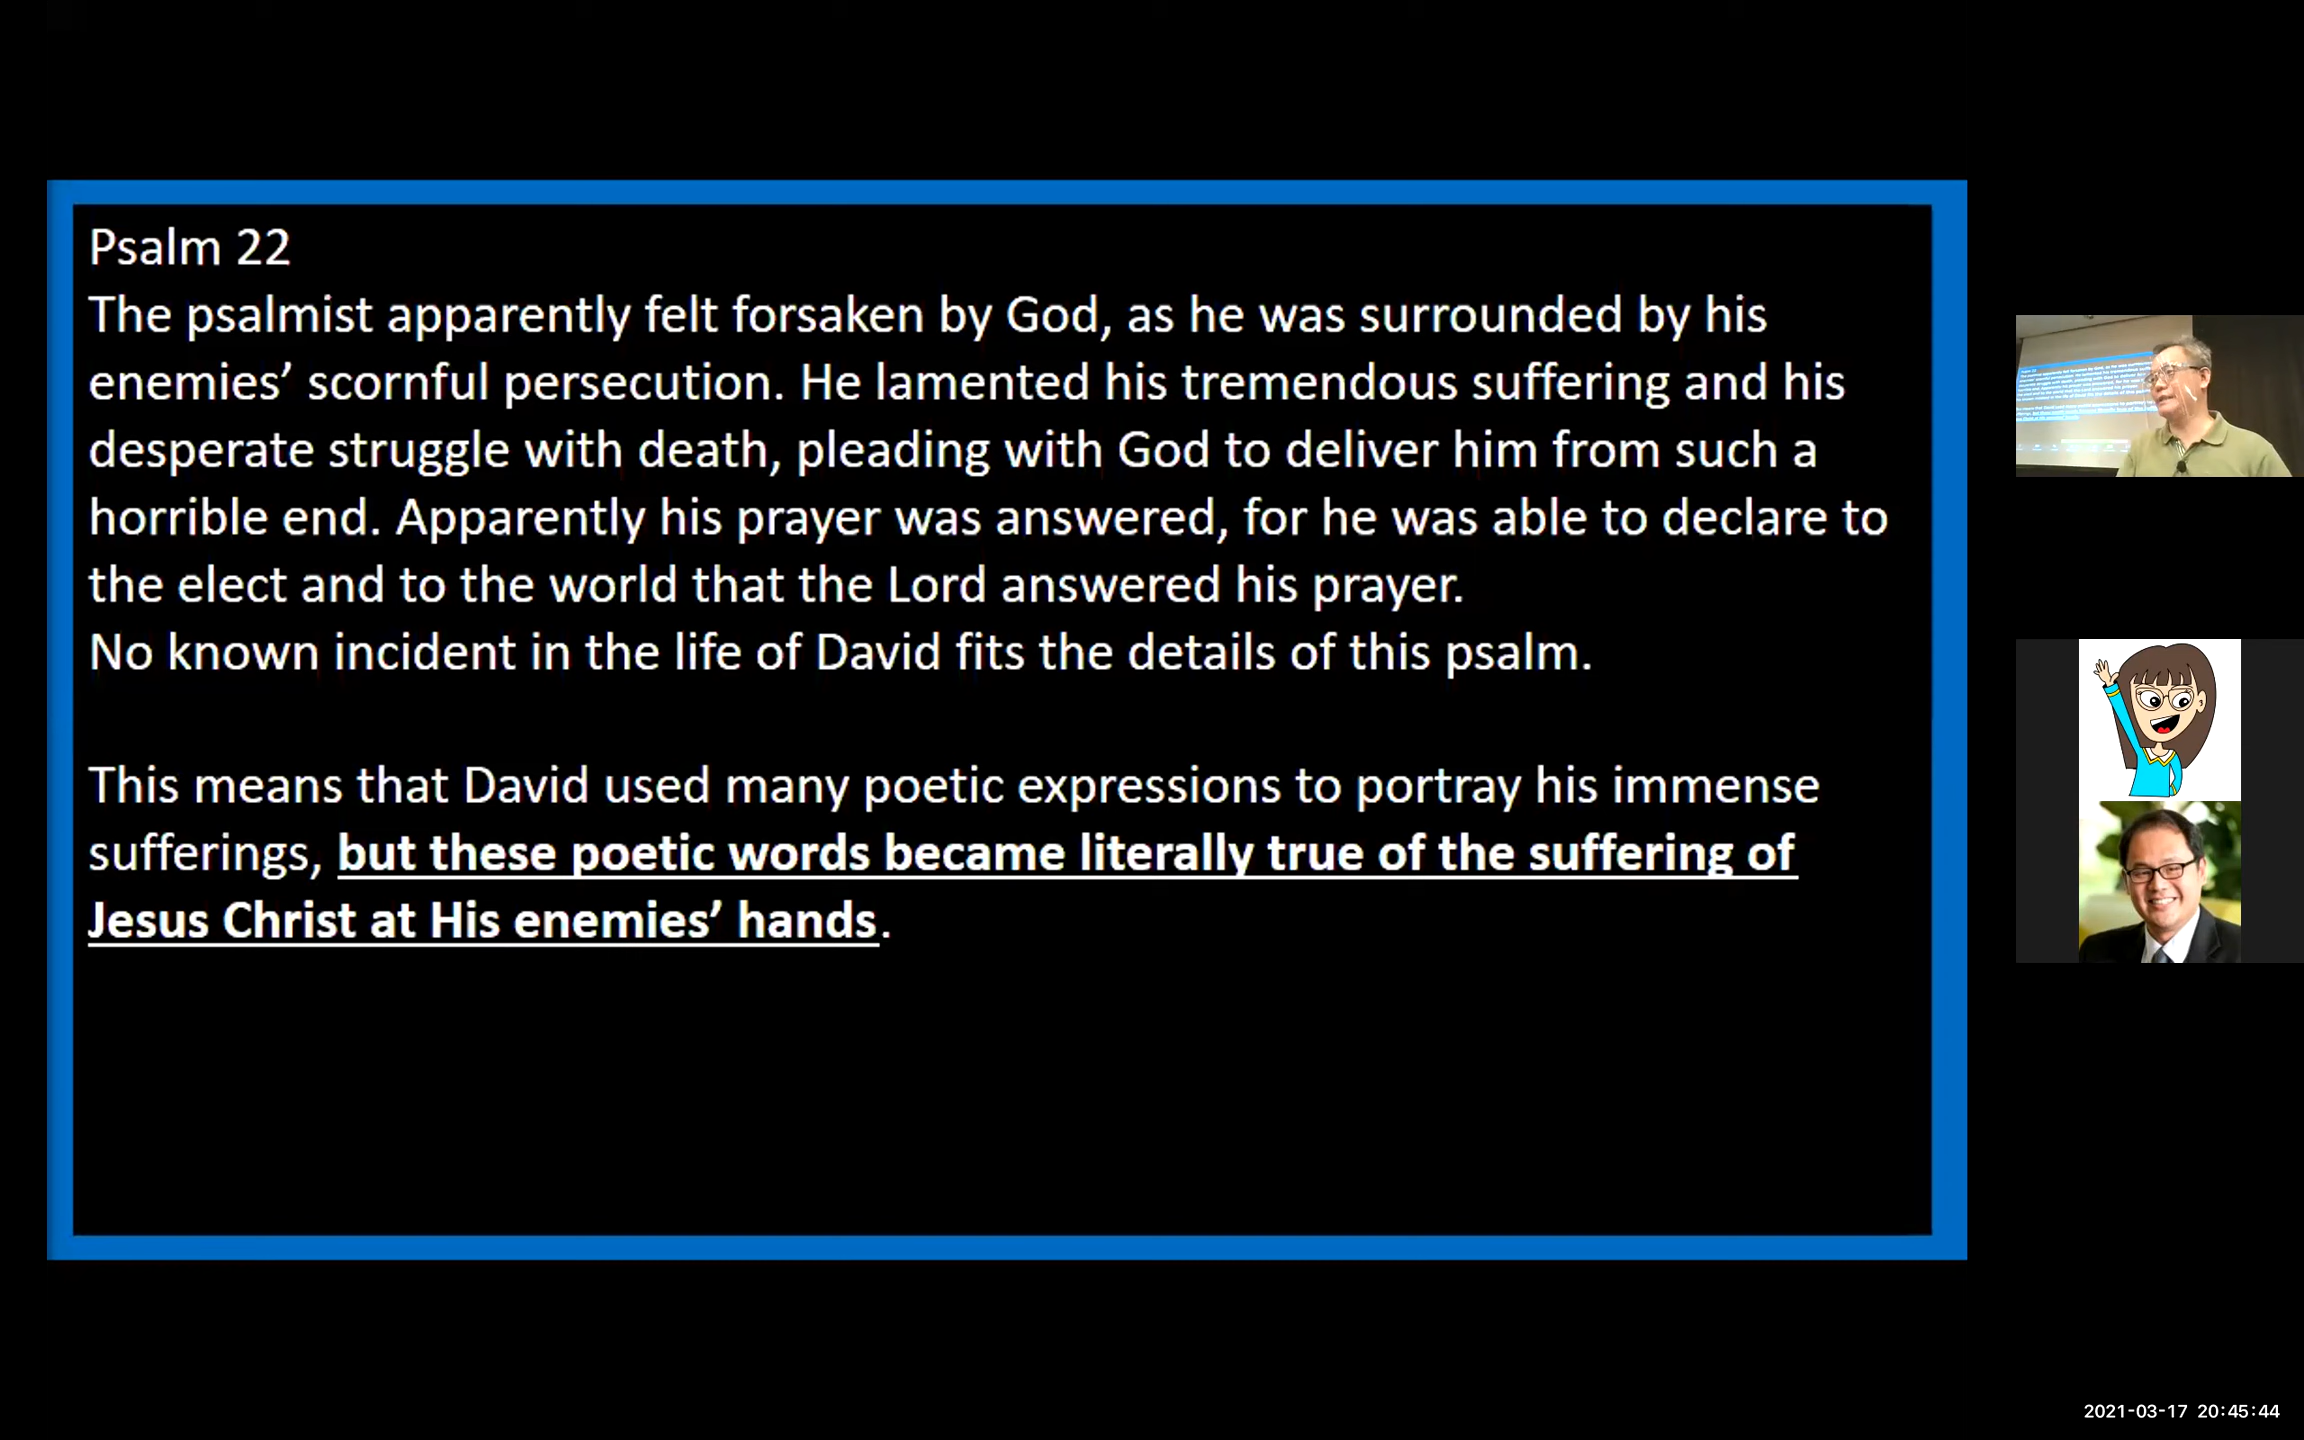 Psalm 22
The psalmist apparently felt forsaken by God, as he was surrounded by his
enemies’ scornful persecution. He lamented his tremendous suffering and his
desperate struggle with death, pleading with God to deliver him from such a
horrible end. Apparently his prayer was answered, for he was able to declare to
the elect and to the world that the Lord answered his prayer.
No known incident in the life of David fits the details of this psalm.
This means that David used many poetic expressions to portray his immense
sufferings, but these poetic words became literally true of the suffering of
Jesus Christ at His enemies’ hands.
2021-03-17 20:45:44